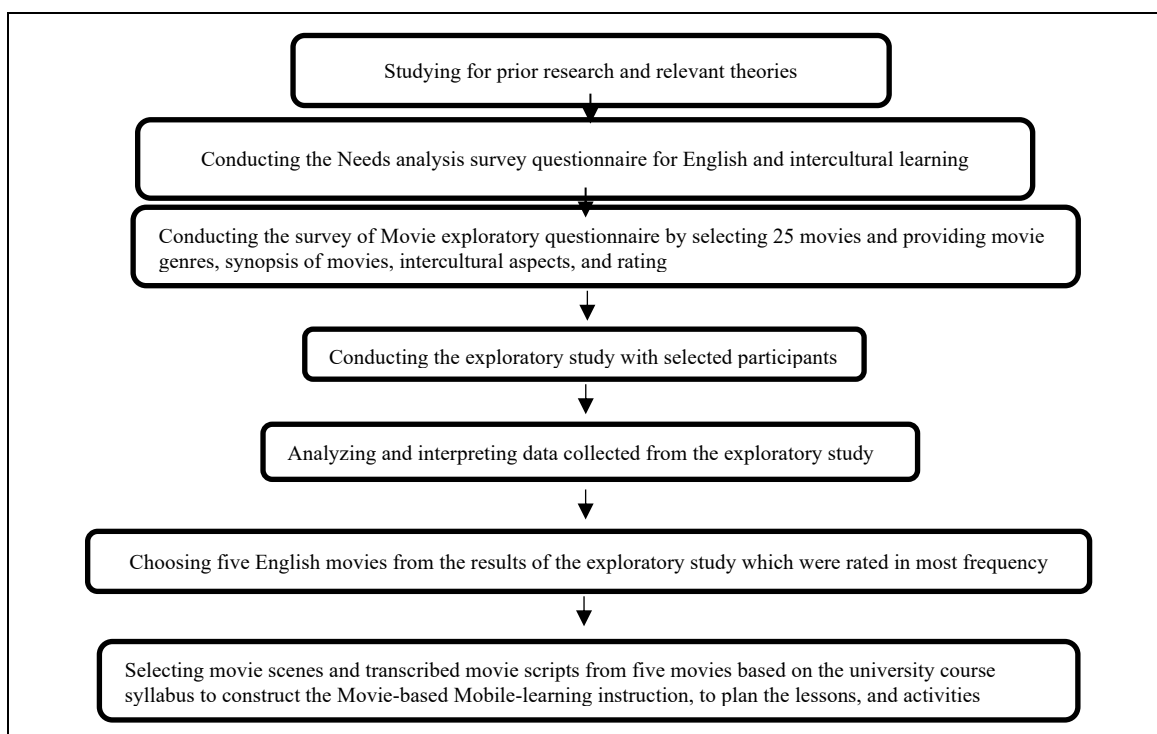 Studying for prior research and relevant theories
Conducting the Needs analysis survey questionnaire for English and intercultural learning
Conducting the survey of Movie exploratory questionnaire by selecting 25 movies and providing movie
genres, synopsis of movies, intercultural aspects, and rating
Conducting the exploratory study with selected participants
Analyzing and interpreting data collected from the exploratory study
Choosing five English movies from the results of the exploratory study which were rated in most frequency
Selecting movie scenes and transcribed movie scripts from five movies based on the university course
syllabus to construct the Movie-based Mobile-learning instruction, to plan the lessons, and activities